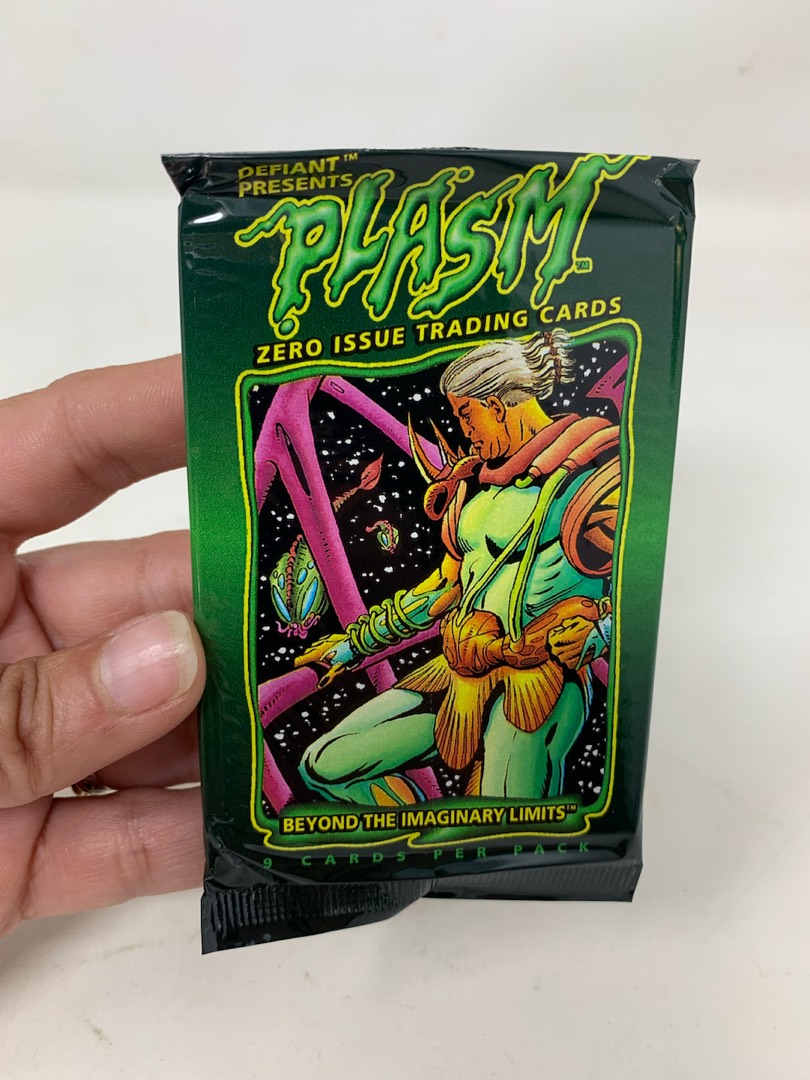 DEFIANT™
PRESENTS
PLASM™
ZERO ISSUE TRADING CARDS
BEYOND THE IMAGINARY LIMITS™
9 CARDS PER PACK